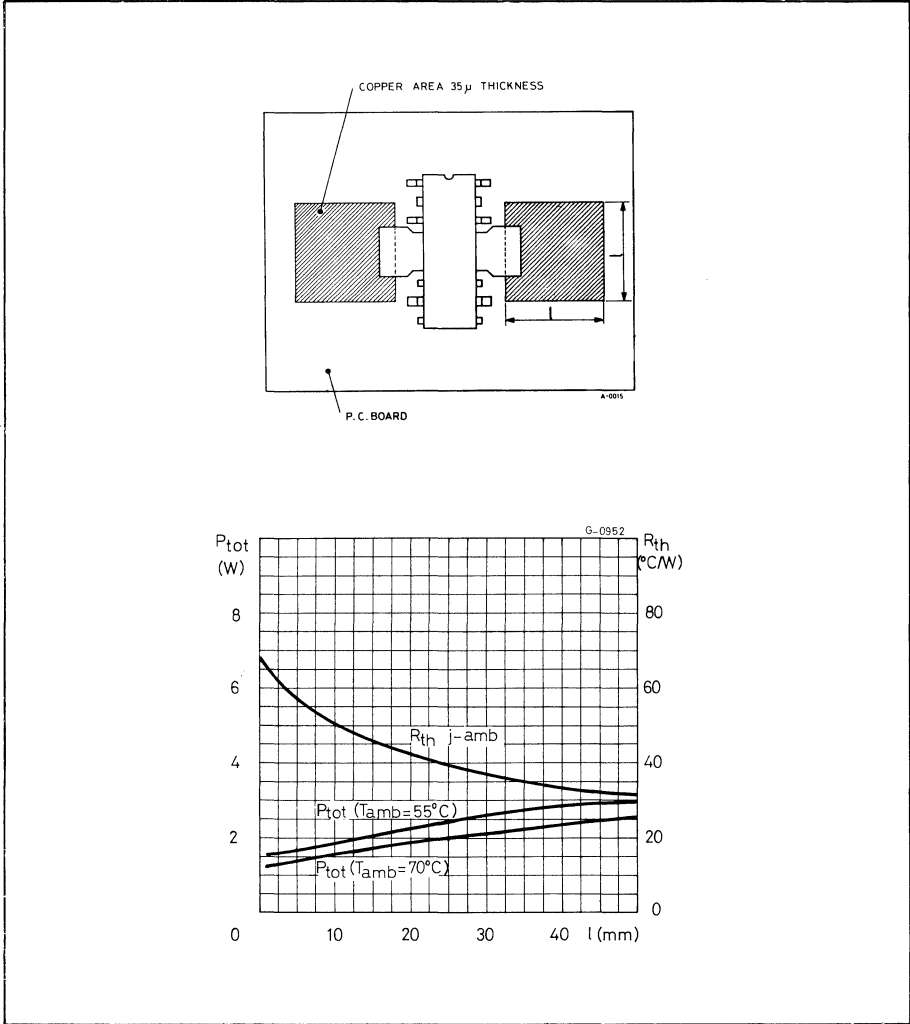 COPPER AREA 35μ THICKNESS
l
l
A-0015
P.C.BOARD
G-0952
Ptot
(W)
Rth
(°C/W)
8
80
6
60
Rth j-amb
4
40
Ptot (Tamb=55°C)
2
20
Ptot (Tamb=70°C)
0
0
10
20
30
40
l (mm)